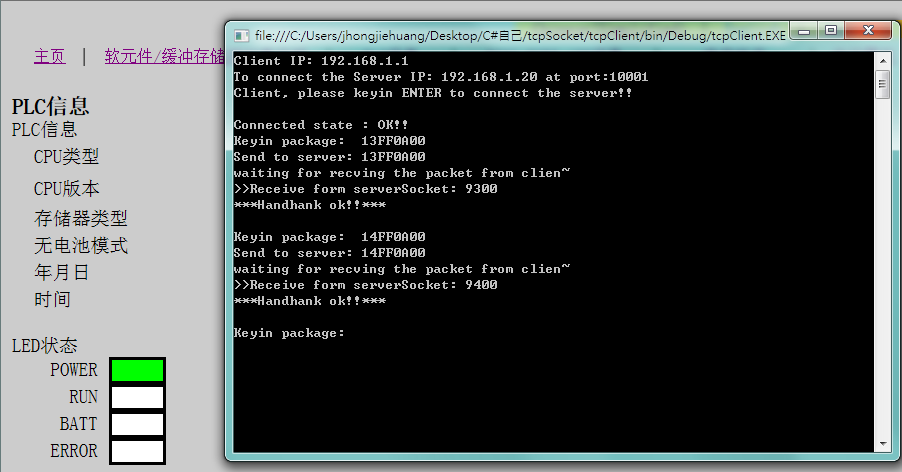 主页 | 软元件/缓冲存储
PLC信息
PLC信息
CPU类型
CPU版本
存储器类型
无电池模式
年月日
时间
LED状态
POWER
RUN
BATT
ERROR
file:///C:/Users/jhongjiehuang/Desktop/C#自己/tcpSocket/tcpClient/bin/Debug/tcpClient.EXE
Client IP: 192.168.1.1
To connect the Server IP: 192.168.1.20 at port:10001
Client, please keyin ENTER to connect the server!!
Connected state : OK!!
Keyin package:  13FF0A00
Send to server: 13FF0A00
waiting for recving the packet from clien~
>>Receive form serverSocket: 9300
***Handhank ok!!***
Keyin package:  14FF0A00
Send to server: 14FF0A00
waiting for recving the packet from clien~
>>Receive form serverSocket: 9400
***Handhank ok!!***
Keyin package: